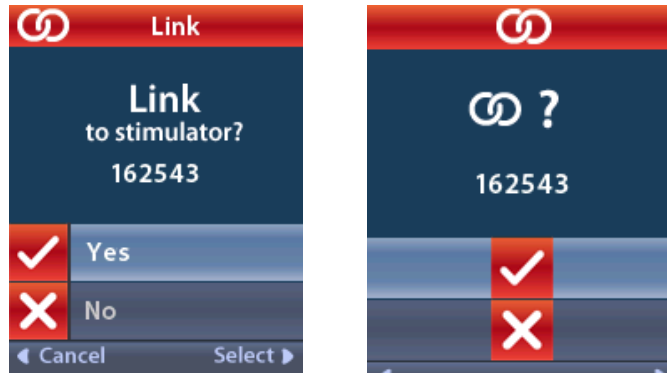 Link
Link
to stimulator?
162543
Yes
No
Cancel Select
?
162543